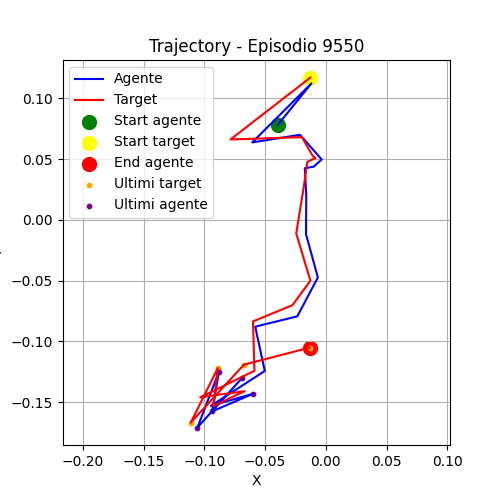 Trajectory - Episodio 9550
Agente
Target
Start agente
Start target
End agente
Ultimi target
Ultimi agente
0.10
0.05
0.00
−0.05
−0.10
−0.15
−0.20
−0.15
−0.10
−0.05
0.00
0.05
0.10
X